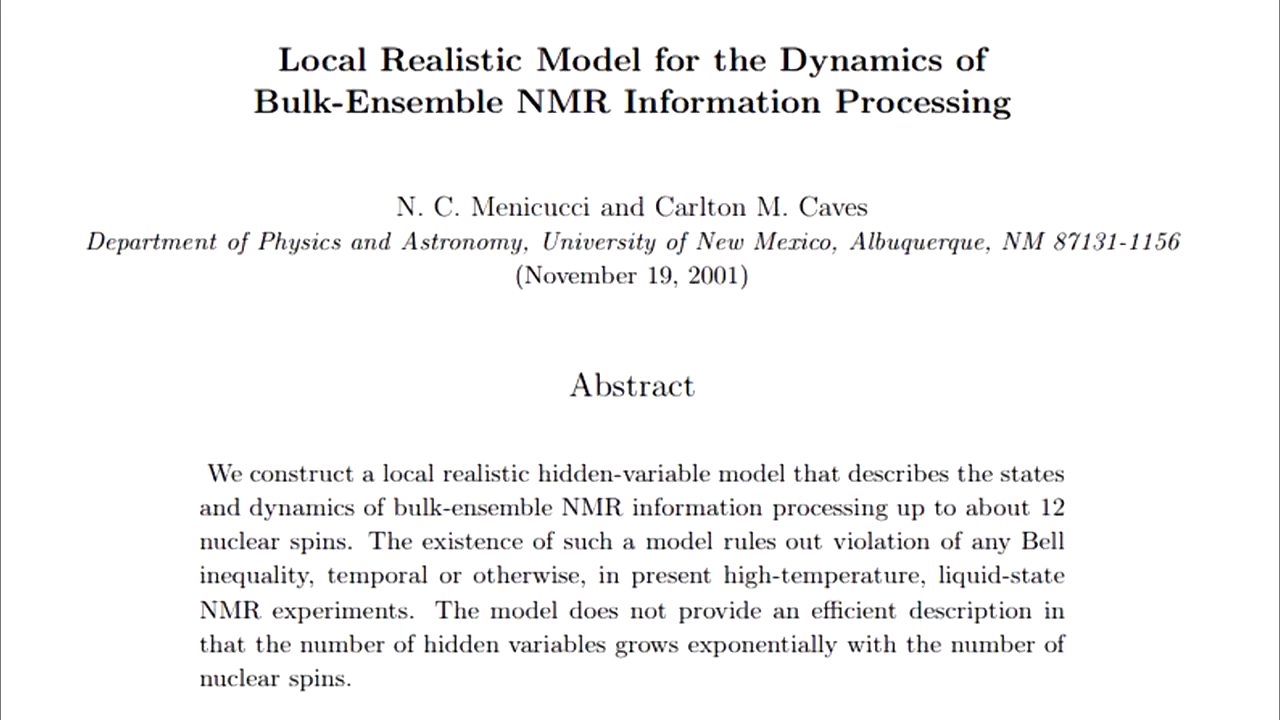 Local Realistic Model for the Dynamics of
Bulk-Ensemble NMR Information Processing
N. C. Menicucci and Carlton M. Caves
Department of Physics and Astronomy, University of New Mexico, Albuquerque, NM 87131-1156
(November 19, 2001)
Abstract
We construct a local realistic hidden-variable model that describes the states
and dynamics of bulk-ensemble NMR information processing up to about 12
nuclear spins. The existence of such a model rules out violation of any Bell
inequality, temporal or otherwise, in present high-temperature, liquid-state
NMR experiments. The model does not provide an efficient description in
that the number of hidden variables grows exponentially with the number of
nuclear spins.